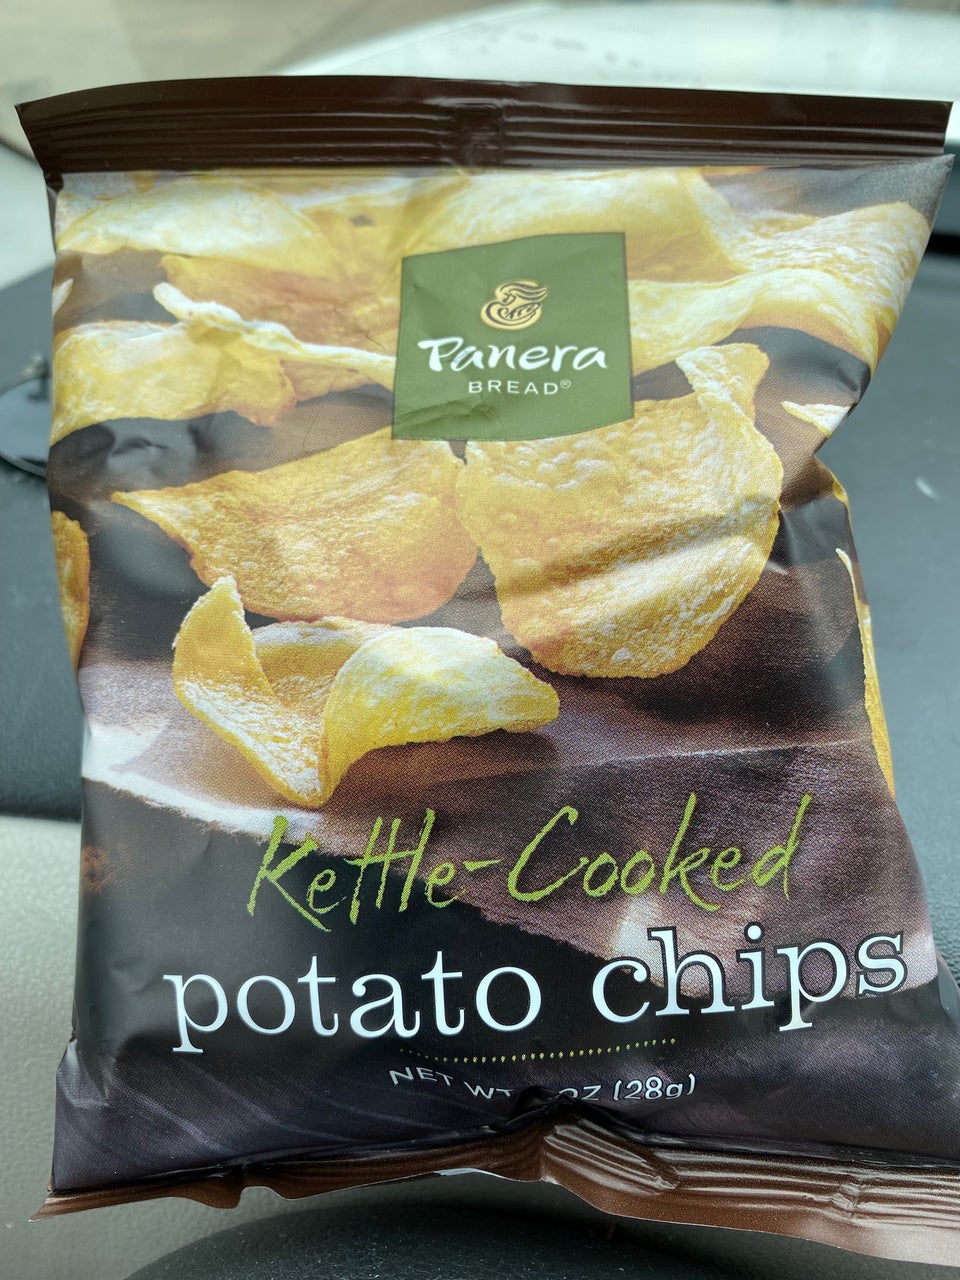 Panera
BREAD®
Kettle-Cooked
potato chips
NET WT OZ (28g)